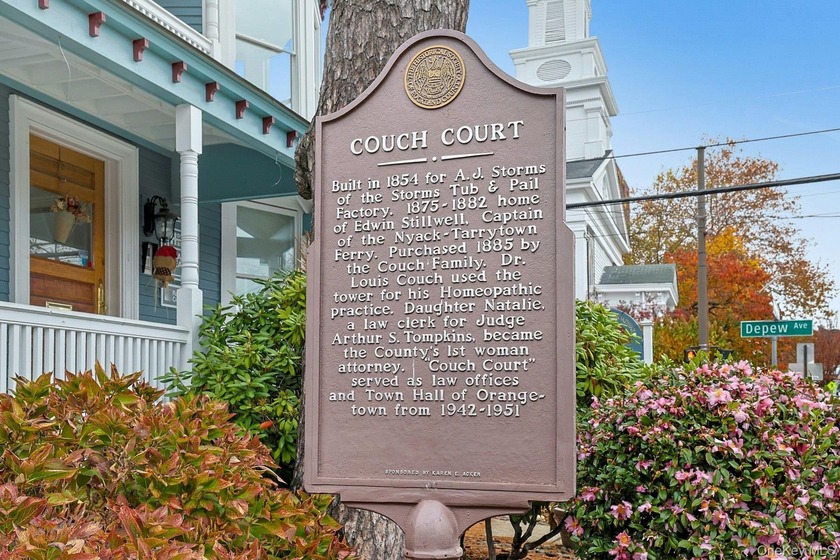 COUCH COURT
Built in 1854 for A.J. Storms
of the Storms Tub & Pail
Factory. 1875-1882 home
of Edwin Stillwell, Captain
of the Nyack-Tarrytown
Ferry. Purchased 1885 by
the Couch Family. Dr.
Louis Couch used the
tower for his Homeopathic
practice. Daughter Natalie,
a law clerk for Judge
Arthur S. Tompkins, became
the County's 1st woman
attorney. "Couch Court"
served as law offices
and Town Hall of Orange-
town from 1942-1951
SPONSORED BY KAREN E. ACKER
Depew Ave
OneKeyMLS